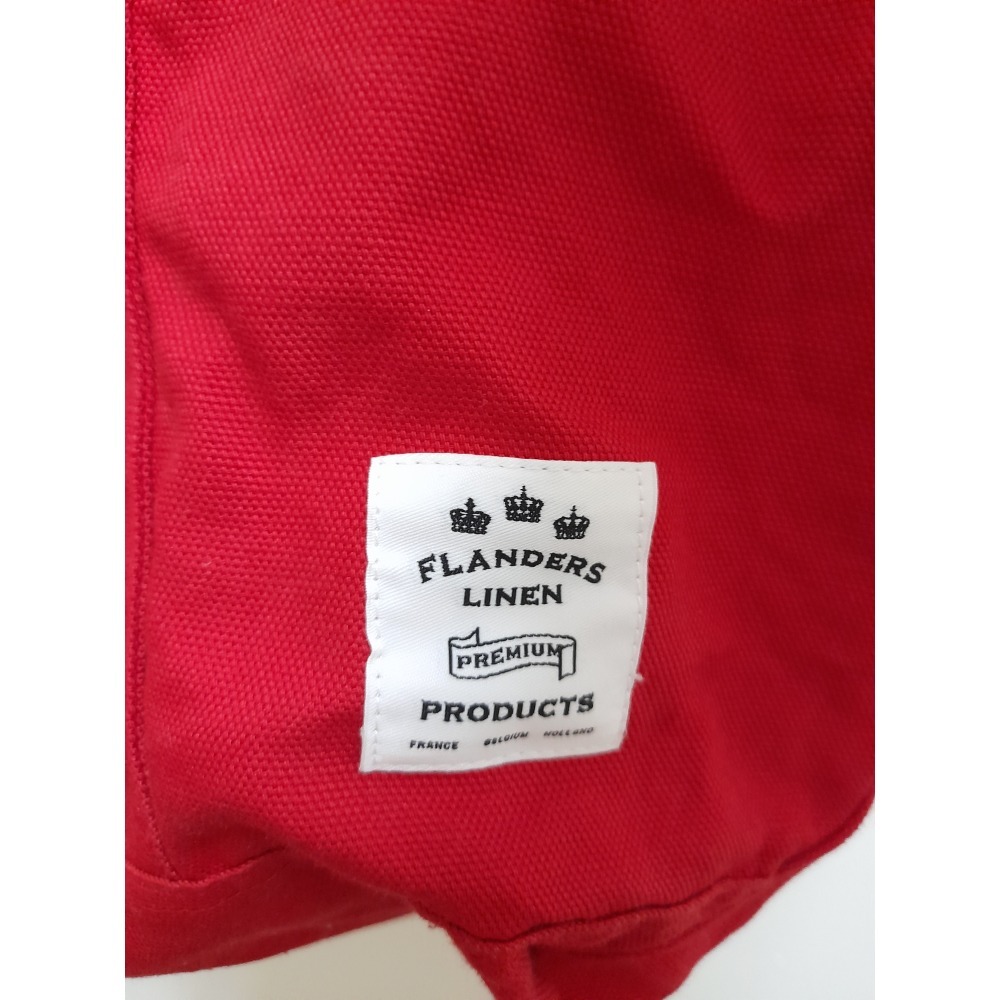 FLANDERS
LINEN
PREMIUM
PRODUCTS
FRANCE BELGIUM HOLLAND